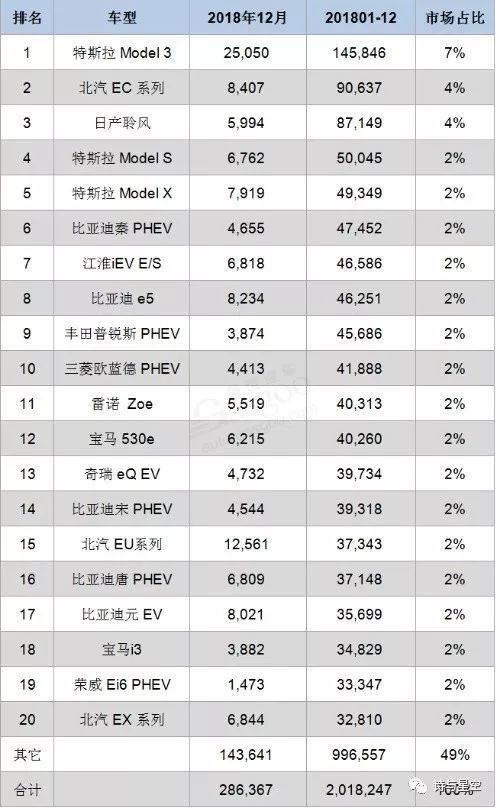 排名 车型 2018年12月 201801-12 市场占比
1 特斯拉 Model 3 25,050 145,846 7%
2 北汽 EC 系列 8,407 90,637 4%
3 日产聆风 5,994 87,149 4%
4 特斯拉 Model S 6,762 50,045 2%
5 特斯拉 Model X 7,919 49,349 2%
6 比亚迪秦 PHEV 4,655 47,452 2%
7 江淮iEV E/S 6,818 46,586 2%
8 比亚迪 e5 8,234 46,251 2%
9 丰田普锐斯 PHEV 3,874 45,686 2%
10 三菱欧蓝德 PHEV 4,413 41,888 2%
11 雷诺 Zoe 5,519 40,313 2%
12 宝马 530e 6,215 40,260 2%
13 奇瑞 eQ EV 4,732 39,734 2%
14 比亚迪宋 PHEV 4,544 39,318 2%
15 北汽 EU系列 12,561 37,343 2%
16 比亚迪唐 PHEV 6,809 37,148 2%
17 比亚迪元 EV 8,021 35,699 2%
18 宝马i3 3,882 34,829 2%
19 荣威 Ei6 PHEV 1,473 33,347 2%
20 北汽 EX 系列 6,844 32,810 2%
其它 143,641 996,557 49%
合计 286,367 2,018,247